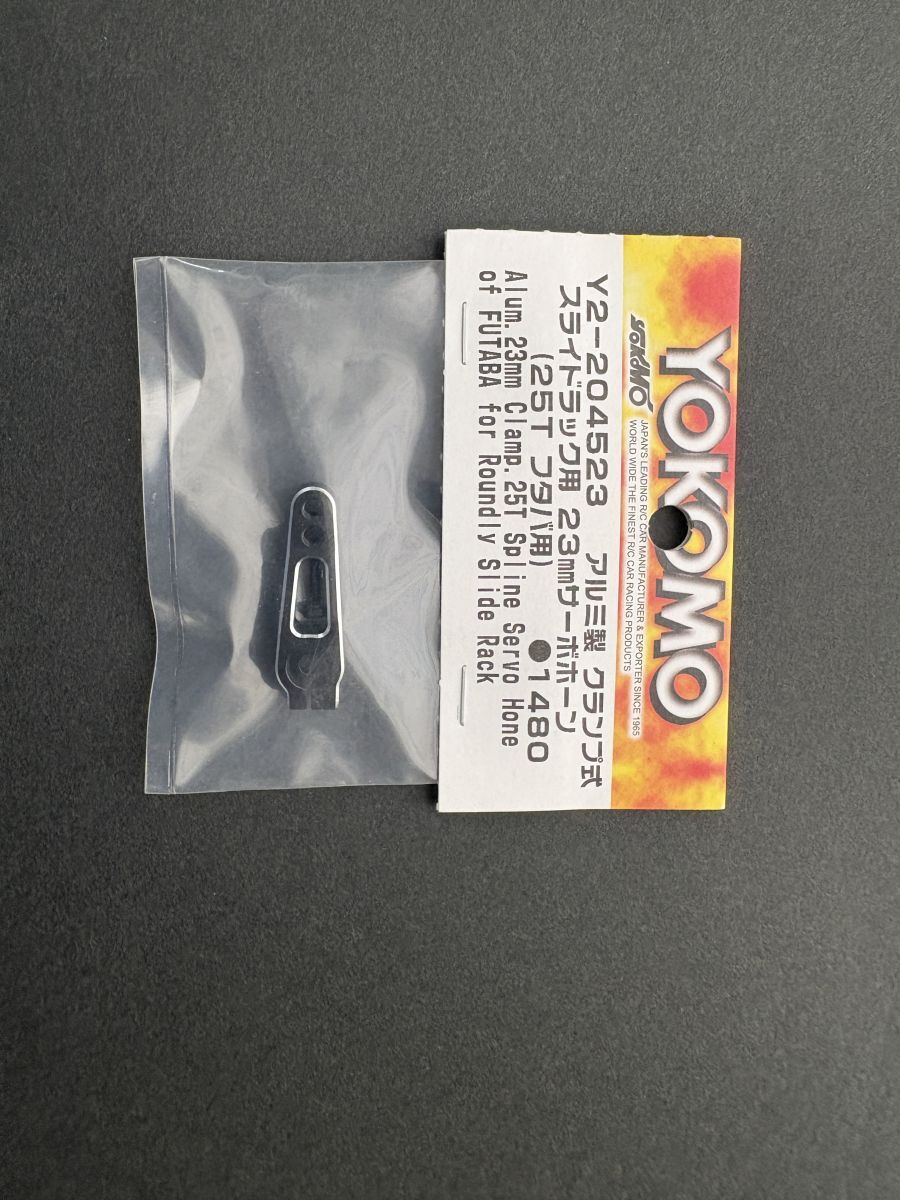 YOKOMO
YOKOMO
JAPAN'S LEADING R/C CAR MANUFACTURER & EXPORTER SINCE 1965
WORLD WIDE THE FINEST R/C CAR RACING PRODUCTS
Y2-204523 アルミ製 クランプ式
スライドラック用 23mmサーボホーン
(25T フタバ用) ●1480
Alum.23mm Clamp.25T Spline Servo Hone
of FUTABA for Roundly Slide Rack